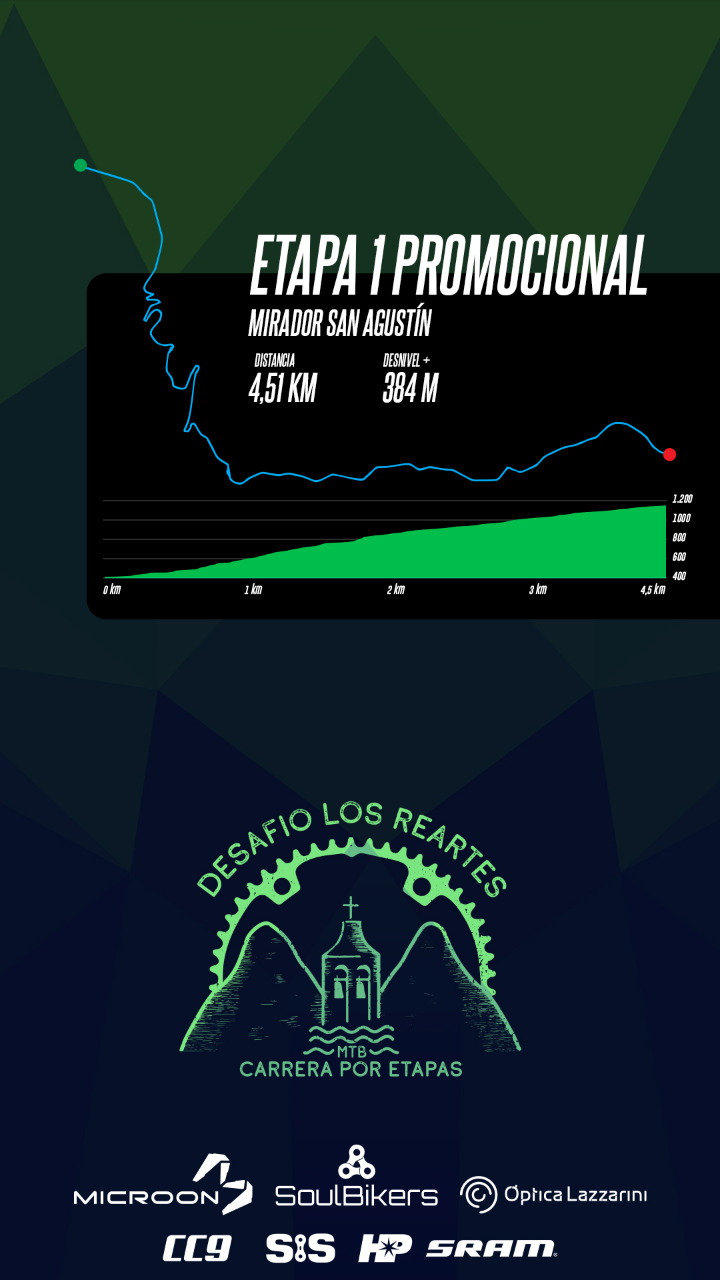 ETAPA 1 PROMOCIONAL
MIRADOR SAN AGUSTÍN
DISTANCIA DESNIVEL +
4,51 KM 384 M
1.200
1000
800
600
400
0 km 1 km 2 km 3 km 4,5 km
DESAFIO LOS REARTES
MTB
CARRERA POR ETAPAS
MICROON SoulBikers Óptica Lazzarini
CC9 SiS HP SRAM